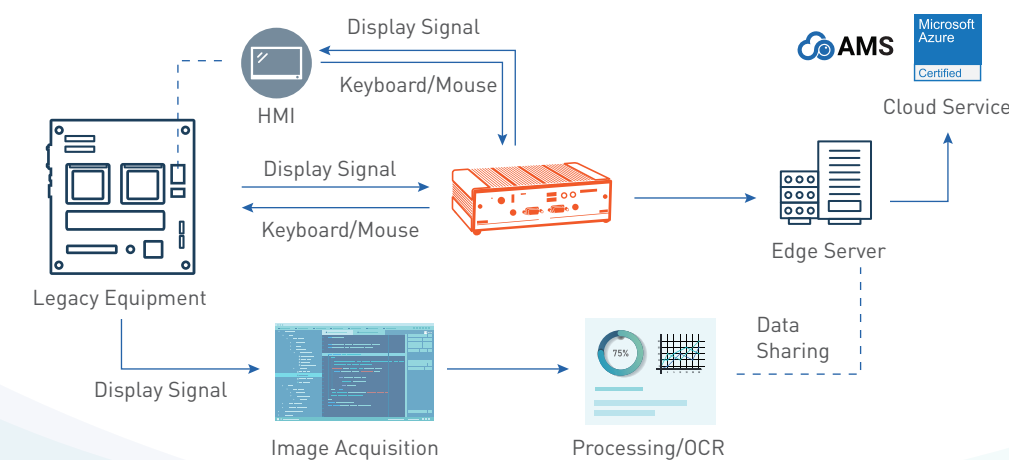 Display Signal
Keyboard/Mouse
HMI
AMS
Microsoft
Azure
Certified
Cloud Service
Display Signal
Keyboard/Mouse
Legacy Equipment
Edge Server
Display Signal
Image Acquisition
75%
Processing/OCR
Data
Sharing